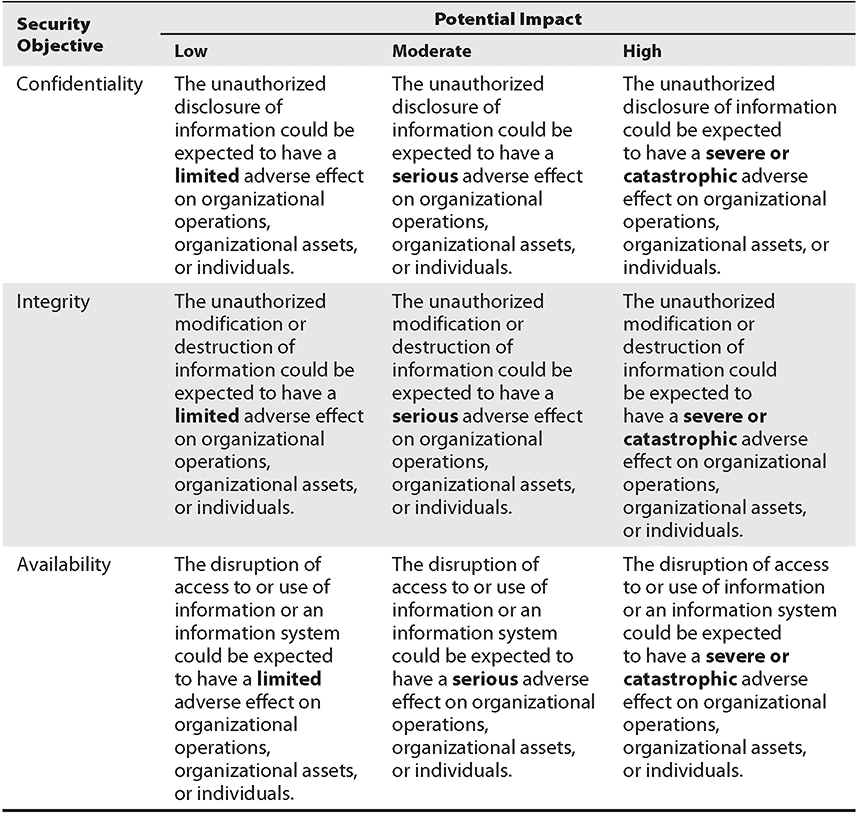 Security
Objective
Potential Impact
Low
Moderate
High
Confidentiality
The unauthorized
disclosure of
information could be
expected to have a
limited adverse effect
on organizational
operations,
organizational assets,
or individuals.
The unauthorized
disclosure of
information could be
expected to have a
serious adverse effect
on organizational
operations,
organizational assets,
or individuals.
The unauthorized
disclosure of information
could be expected
to have a severe or
catastrophic adverse
effect on organizational
operations,
organizational assets, or
individuals.
Integrity
The unauthorized
modification or
destruction of
information could be
expected to have a
limited adverse effect
on organizational
operations,
organizational assets,
or individuals.
The unauthorized
modification or
destruction of
information could be
expected to have a
serious adverse effect
on organizational
operations,
organizational assets,
or individuals.
The unauthorized
modification or
destruction of
information could
be expected to
have a severe or
catastrophic adverse
effect on organizational
operations,
organizational assets,
or individuals.
Availability
The disruption of
access to or use of
information or an
information system
could be expected
to have a limited
adverse effect on
organizational
operations,
organizational assets,
or individuals.
The disruption of
access to or use of
information or an
information system
could be expected to
have a serious adverse
effect on organizational
operations,
organizational assets,
or individuals.
The disruption of access
to or use of information
or an information system
could be expected
to have a severe or
catastrophic adverse
effect on organizational
operations,
organizational assets,
or individuals.